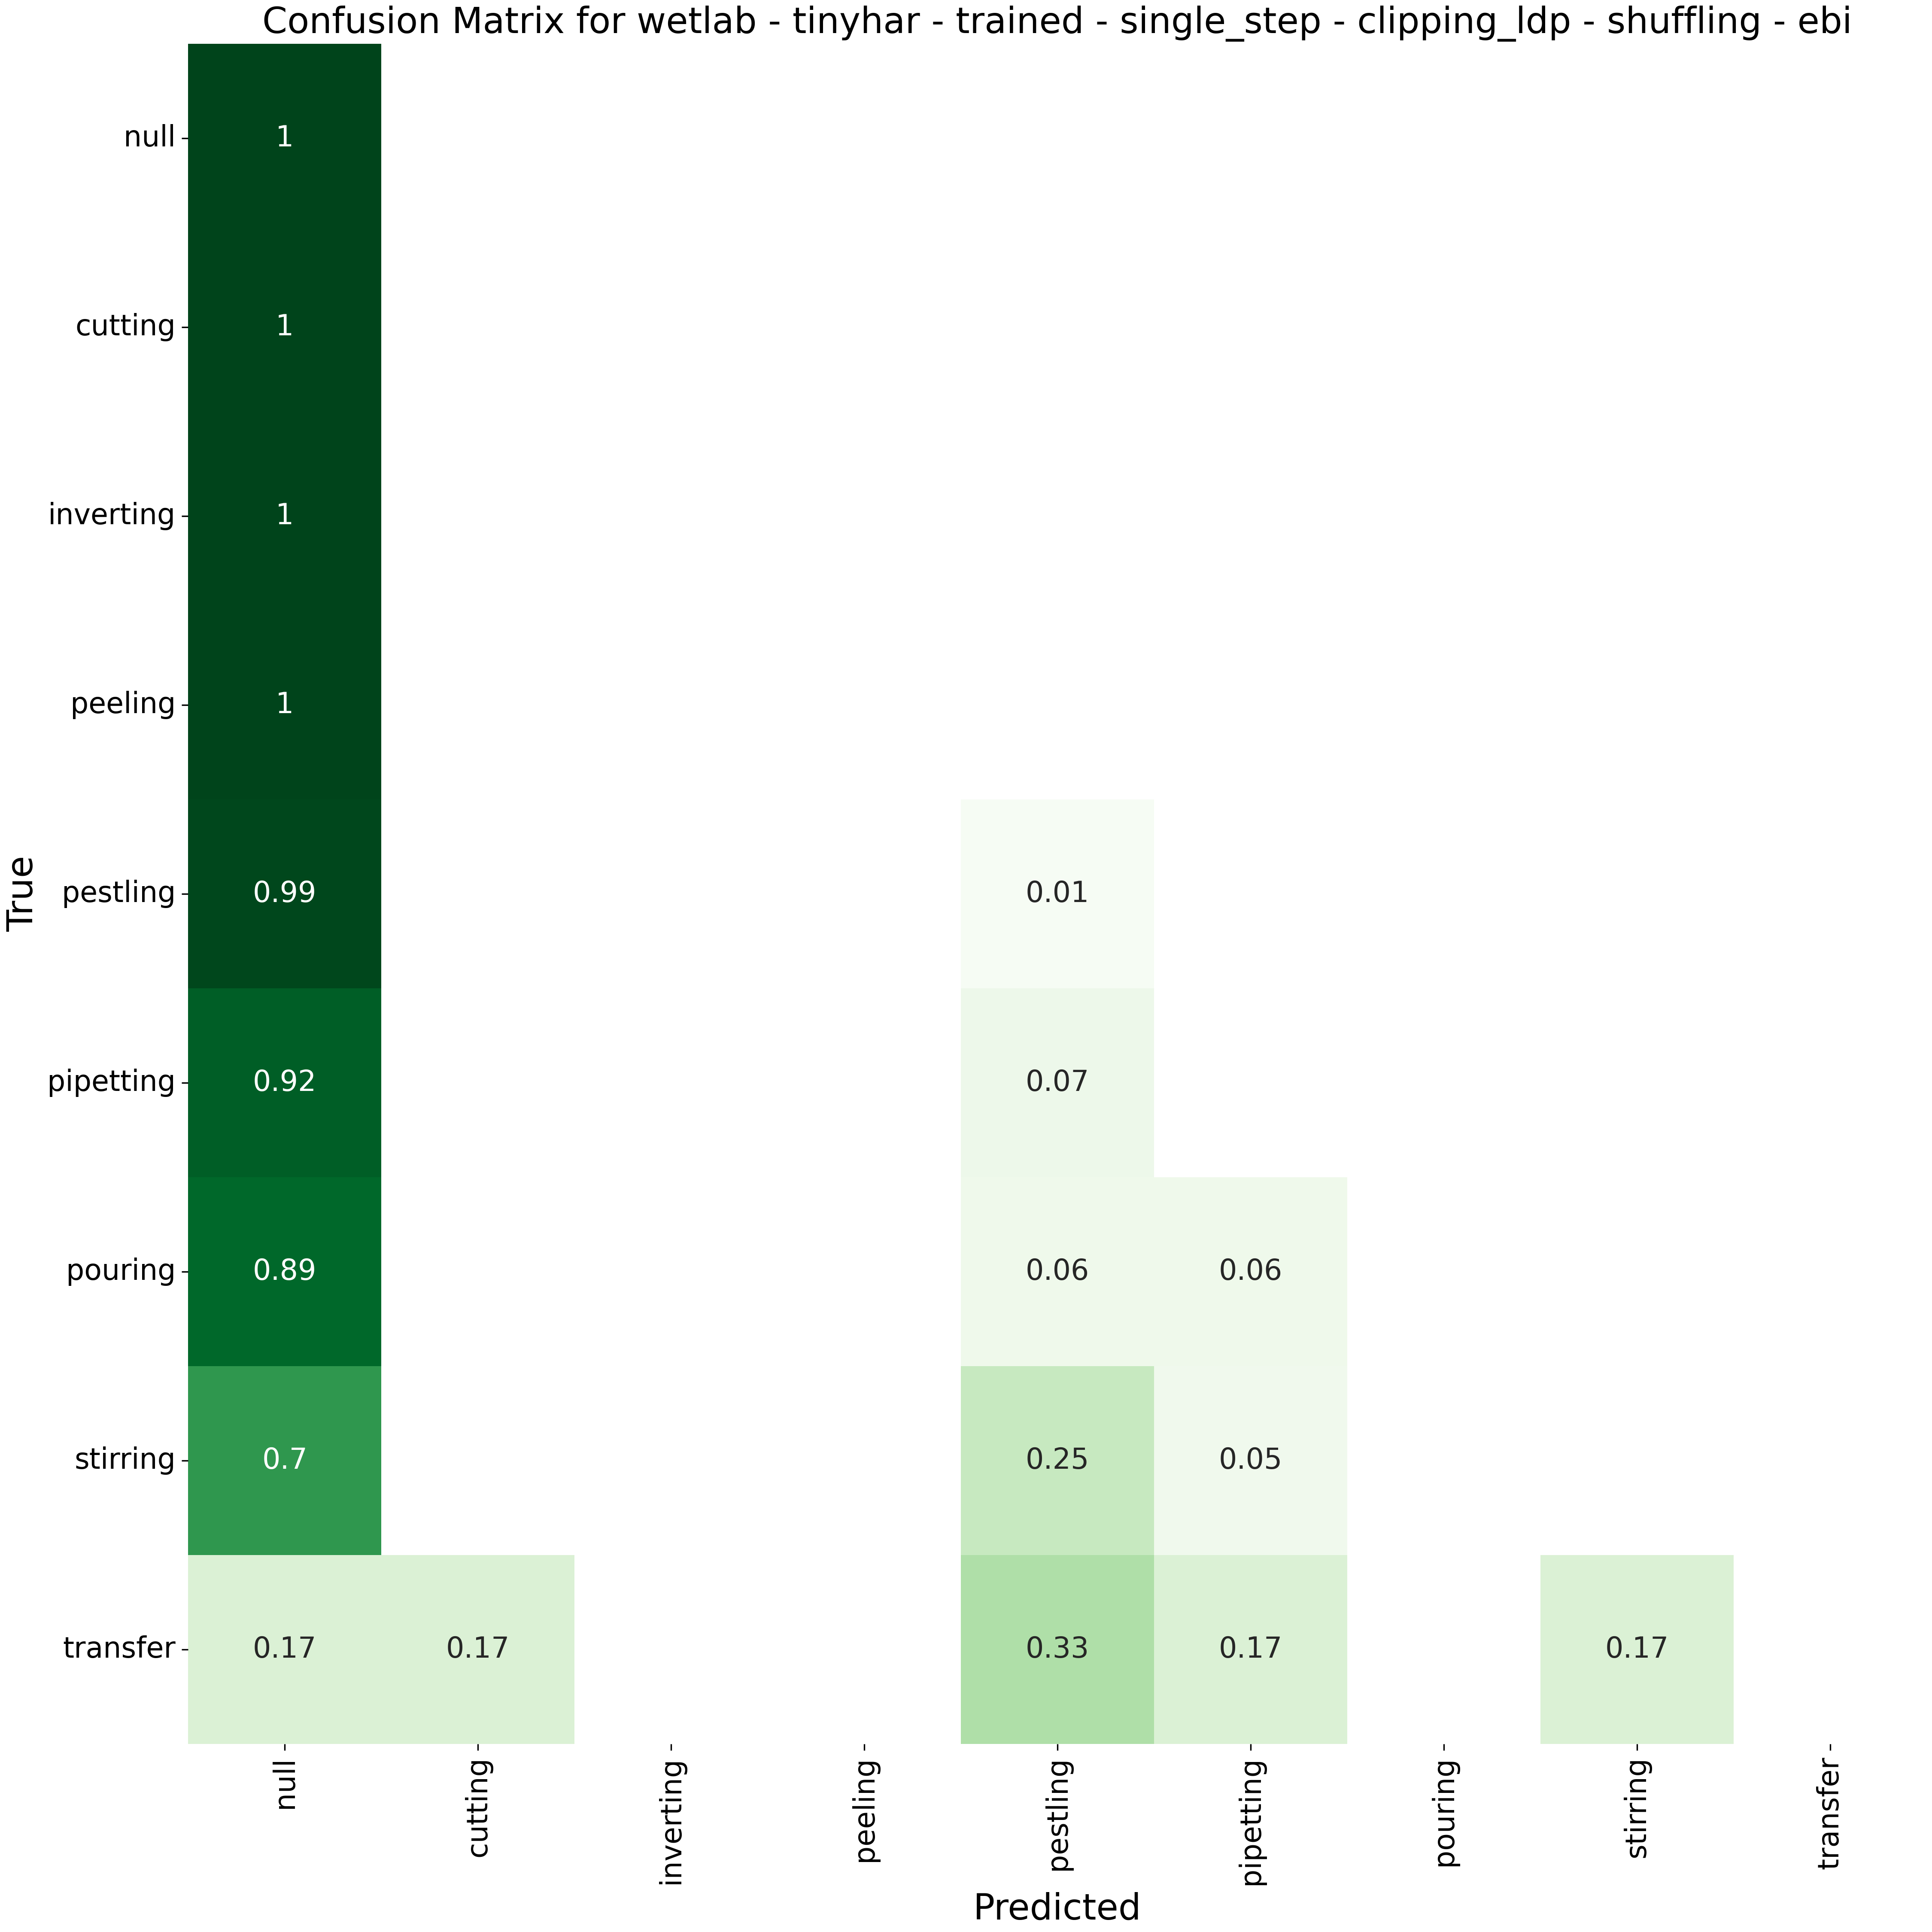 Confusion Matrix for wetlab - tinyhar - trained - single_step - clipping_ldp - shuffling - ebi
True
null 1
cutting 1
inverting 1
peeling 1
pestling 0.99 0.01
pipetting 0.92 0.07
pouring 0.89 0.06 0.06
stirring 0.7 0.25 0.05
transfer 0.17 0.17 0.33 0.17 0.17
null cutting inverting peeling pestling pipetting pouring stirring transfer
Predicted